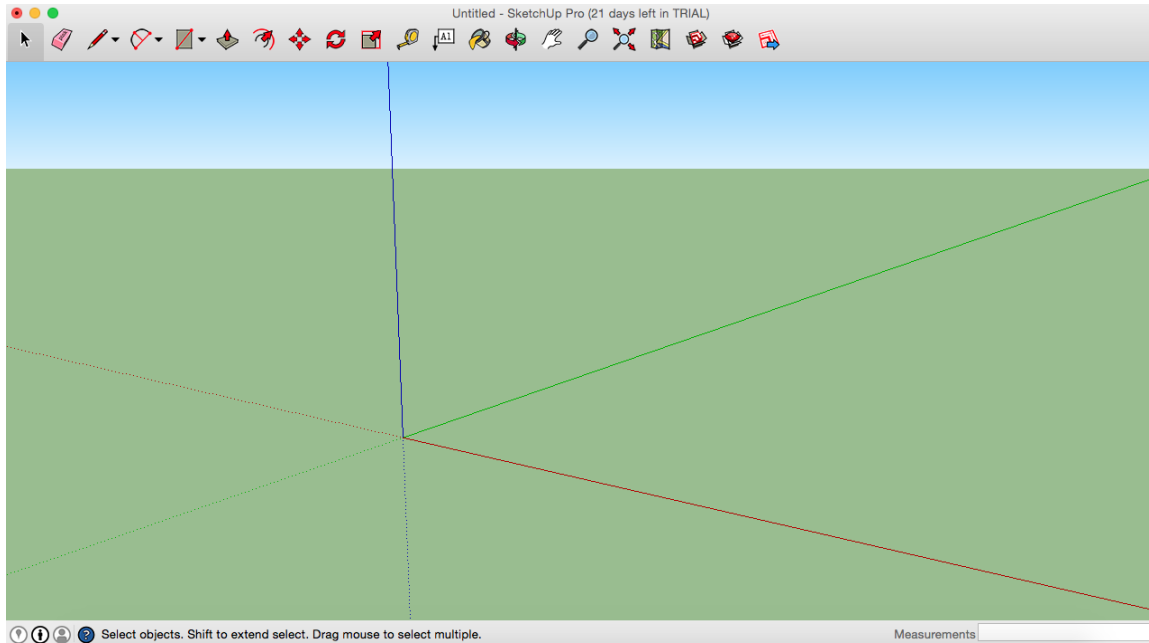 Untitled - SketchUp Pro (21 days left in TRIAL)
A1
Select objects. Shift to extend select. Drag mouse to select multiple.
Measurements